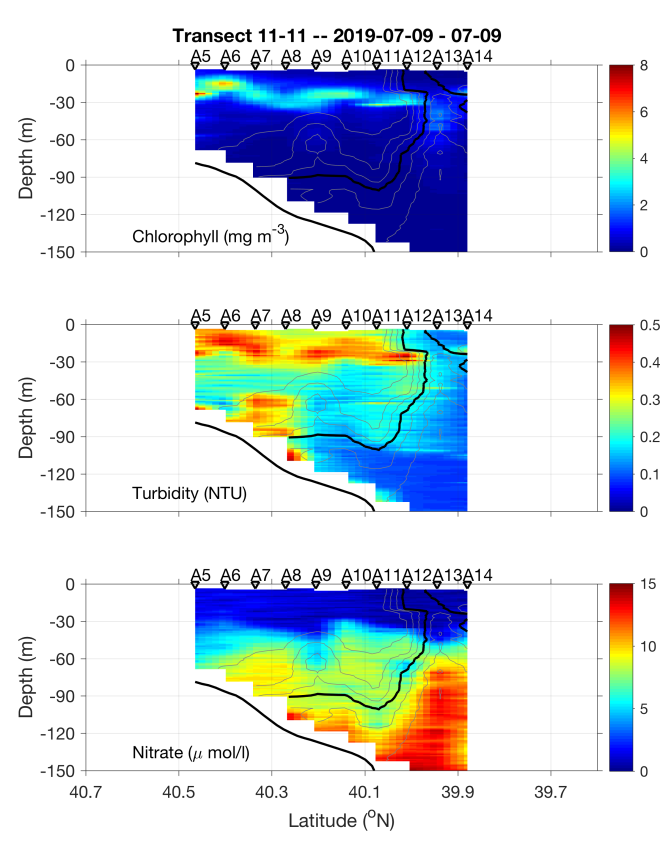 Transect 11-11 -- 2019-07-09 - 07-09
A5 A6 A7 A8 A9 A10 A11 A12 A13 A14
0
-30
-60
-90
-120
-150
Depth (m)
Chlorophyll (mg m-3)
8
6
4
2
0
A5 A6 A7 A8 A9 A10 A11 A12 A13 A14
0
-30
-60
-90
-120
-150
Depth (m)
Turbidity (NTU)
0.5
0.4
0.3
0.2
0.1
0
A5 A6 A7 A8 A9 A10 A11 A12 A13 A14
0
-30
-60
-90
-120
-150
Depth (m)
Nitrate (μ mol/l)
15
10
5
0
40.7 40.5 40.3 40.1 39.9 39.7
Latitude (oN)